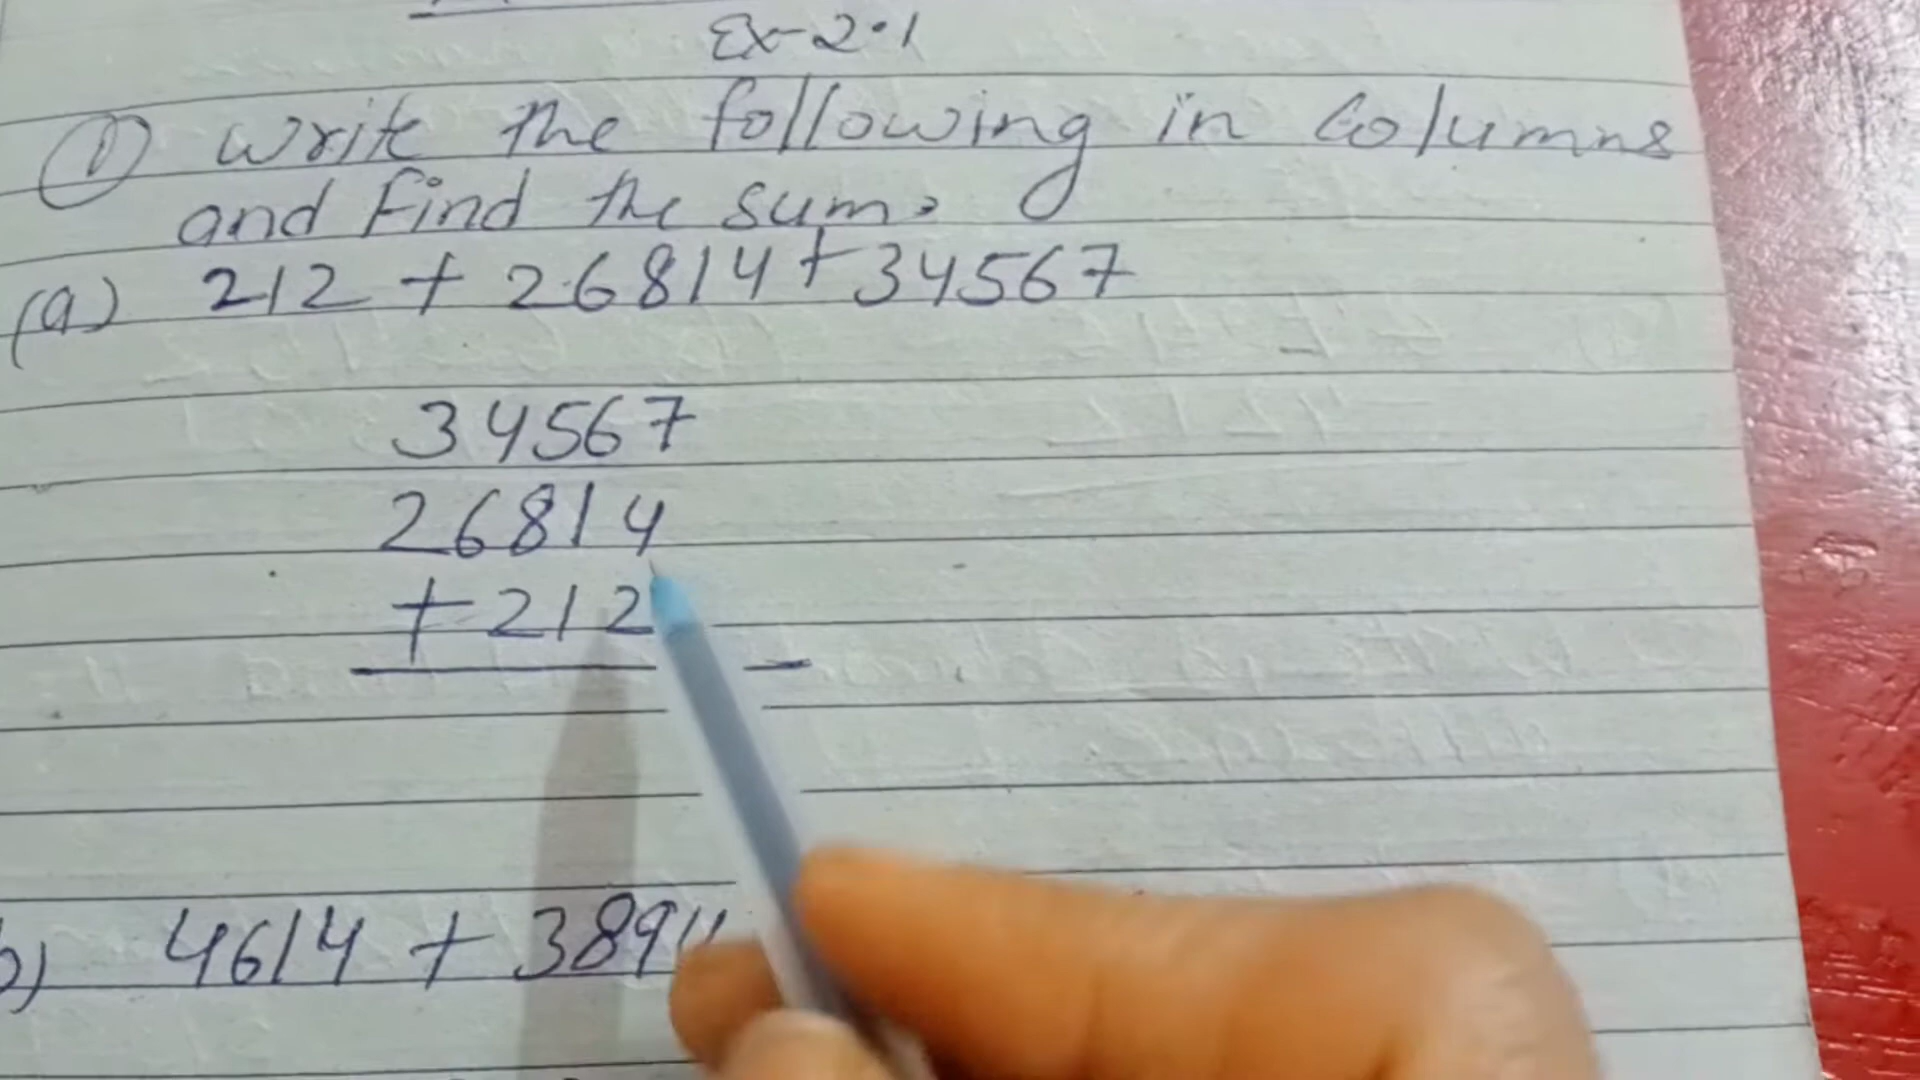 Ex-2.1
(1) Write the following in Columns
and Find the sum.
(a) 212 + 26814 + 34567
34567
26814
+ 212
b) 4614 + 3894